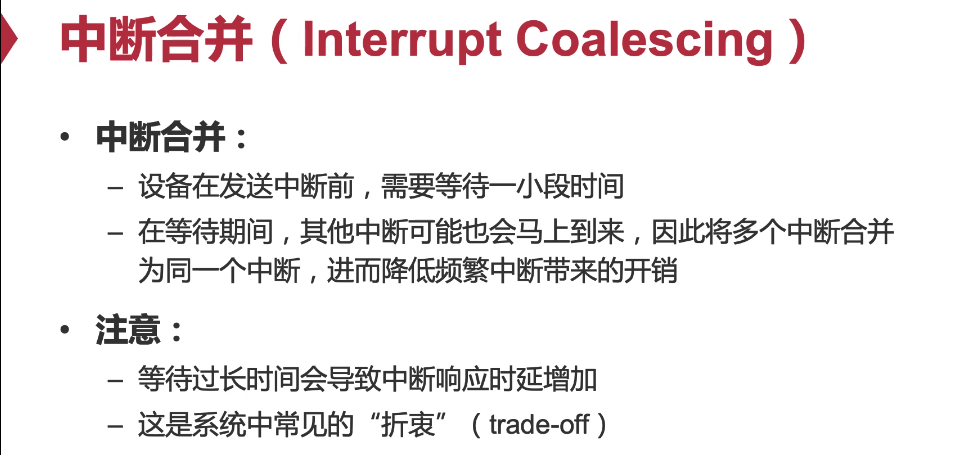 中断合并（Interrupt Coalescing）
• 中断合并：
– 设备在发送中断前，需要等待一小段时间
– 在等待期间，其他中断可能也会马上到来，因此将多个中断合并
为同一个中断，进而降低频繁中断带来的开销
• 注意：
– 等待过长时间会导致中断响应时延增加
– 这是系统中常见的“折衷”（trade-off）